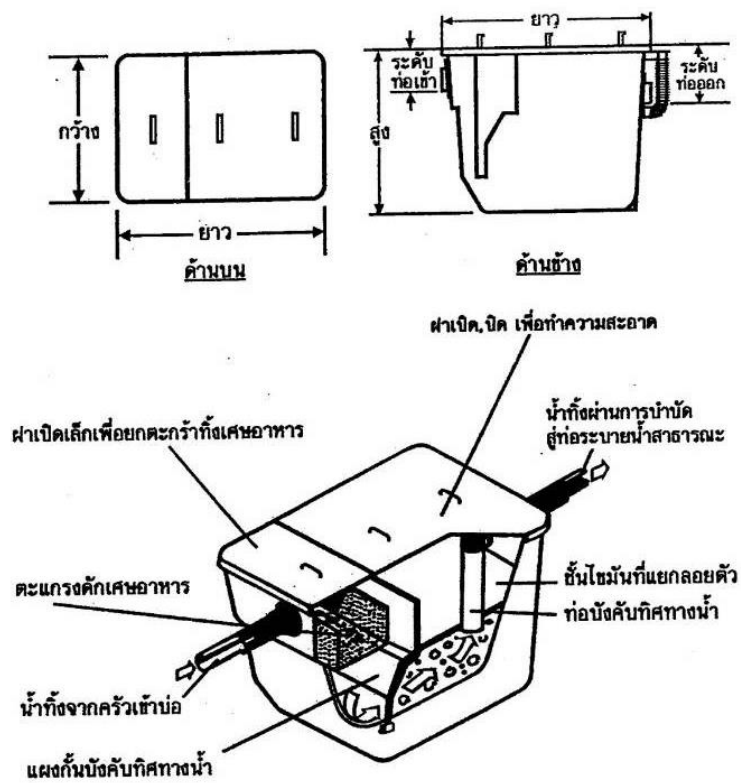 ยาว
ระดับ
ท่อเข้า
ระดับ
ท่อออก
กว้าง
สูง
ยาว
ด้านบน
ด้านข้าง
ฝาเปิด,ปิด เพื่อทำความสะอาด
น้ำทิ้งผ่านการบำบัด
สู่ท่อระบายน้ำสาธารณะ
ฝาเปิดเล็กเพื่อยกตะกร้าทิ้งเศษอาหาร
ชั้นไขมันที่แยกลอยตัว
ตะแกรงดักเศษอาหาร
ท่อบังคับทิศทางน้ำ
น้ำทิ้งจากครัวเข้าบ่อ
แผงกั้นบังคับทิศทางน้ำ